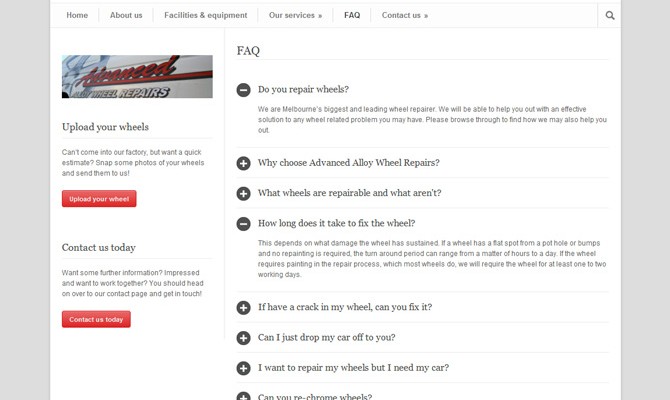 Home
About us
Facilities & equipment
Our services »
FAQ
Contact us »
Advanced
WHEEL REPAIRS
Upload your wheels
Can't come into our factory, but want a quick
estimate? Snap some photos of your wheels
and send them to us!
Upload your wheel
Contact us today
Want some further information? Impressed
and want to work together? You should head
on over to our contact page and get in touch!
Contact us today
FAQ
Do you repair wheels?
We are Melbourne's biggest and leading wheel repairer. We will be able to help you out with an effective
solution to any wheel related problem you may have. Please browse through to find how we may also help you
out.
Why choose Advanced Alloy Wheel Repairs?
What wheels are repairable and what aren't?
How long does it take to fix the wheel?
This depends on what damage the wheel has sustained. If a wheel has a flat spot from a pot hole or bumps
and no repainting is required, the turn around period can range from a matter of hours to a day. If the wheel
requires painting in the repair process, which most wheels do, we will require the wheel for at least one to two
working days.
If have a crack in my wheel, can you fix it?
Can I just drop my car off to you?
I want to repair my wheels but I need my car?
Can you re-chrome wheels?